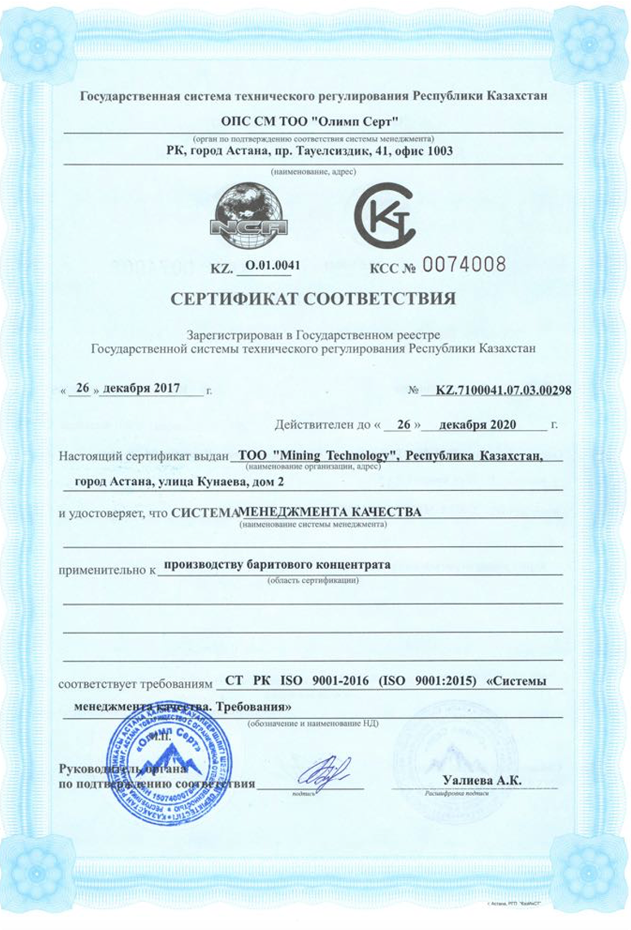 Государственная система технического регулирования Республики Казахстан
ОПС СМ ТОО "Олимп Серт"
(орган по подтверждению соответствия системы менеджмента)
РК, город Астана, пр. Тауелсиздик, 41, офис 1003
(наименование, адрес)
NCA
КСТ
KZ. О.01.0041
КСС № 0074008
СЕРТИФИКАТ СООТВЕТСТВИЯ
Зарегистрирован в Государственном реестре
Государственной системы технического регулирования Республики Казахстан
« 26 » декабря 2017 г. № KZ.7100041.07.03.00298
Действителен до « 26 » декабря 2020 г.
Настоящий сертификат выдан ТОО "Mining Technology", Республика Казахстан,
(наименование организации, адрес)
город Астана, улица Кунаева, дом 2
и удостоверяет, что СИСТЕМА МЕНЕДЖМЕНТА КАЧЕСТВА
(наименование системы менеджмента)
применительно к производству баритового концентрата
(область сертификации)
соответствует требованиям СТ РК ISO 9001-2016 (ISO 9001:2015) «Системы
менеджмента качества. Требования»
(обозначение и наименование НД)
М.П.
«Олимп Серт»
Руководитель органа
по подтверждению соответствия
подпись
Уалиева А.К.
Расшифровка подписи
г. Астана, РГП "КазИнСТ"